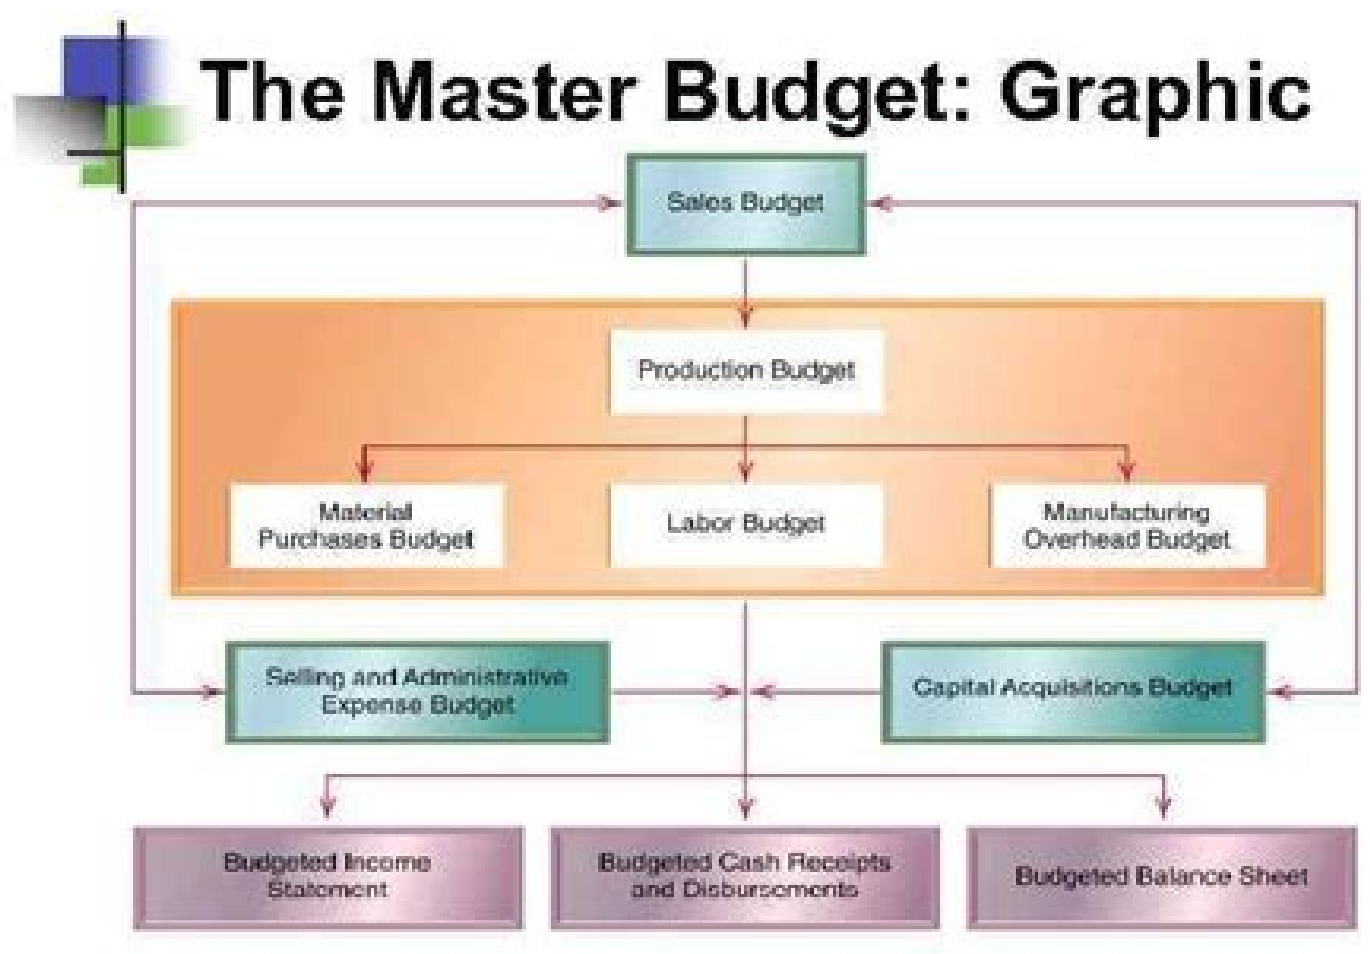 The Master Budget: Graphic
Sales Budget
Production Budget
Material
Purchases Budget
Labor Budget
Manufacturing
Overhead Budget
Selling and Administrative
Expense Budget
Capital Acquisitions Budget
Budgeted Income
Statement
Budgeted Cash Receipts
and Disbursements
Budgeted Balance Sheet